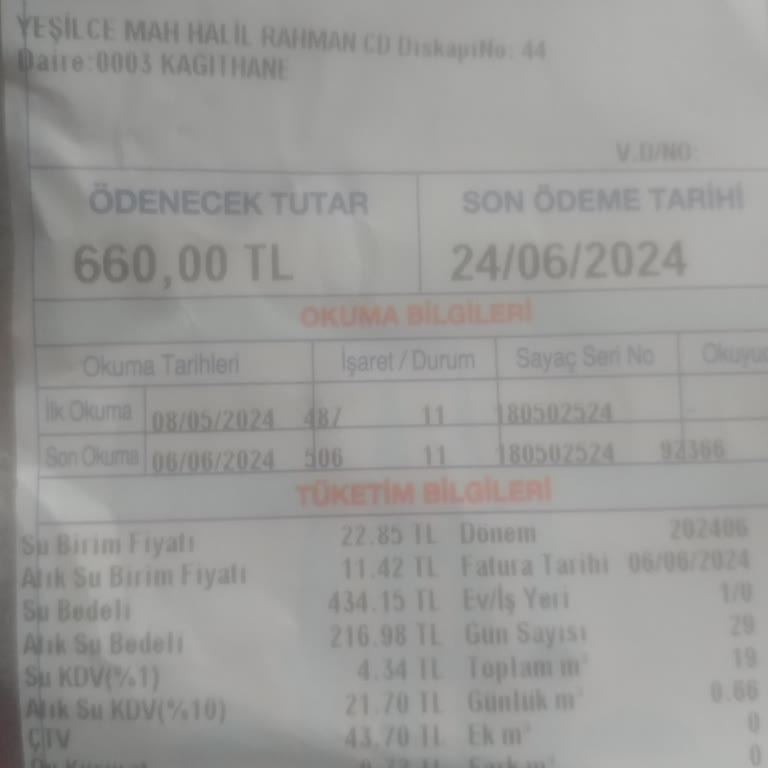 YEŞİLCE MAH HALİL RAHMAN CD DiskapiNo: 44
Daire:0003 KAGITHANE
V.D/NO:
ÖDENECEK TUTAR SON ÖDEME TARİHİ
660,00 TL 24/06/2024
OKUMA BİLGİLERİ
Okuma Tarihleri İşaret / Durum Sayaç Seri No Okuyuc
İlk Okuma 08/05/2024 487 11 180502524 -
Son Okuma 06/06/2024 506 11 180502524 92366
TÜKETİM BİLGİLERİ
Su Birim Fiyatı 22.85 TL Dönem 202406
Atık Su Birim Fiyatı 11.42 TL Fatura Tarihi 06/06/2024
Su Bedeli 434.15 TL Ev/İş Yeri 1/0
Atık Su Bedeli 216.98 TL Gün Sayısı 29
Su KDV(%1) 4.34 TL Toplam m³ 19
Atık Su KDV(%10) 21.70 TL Günlük m³ 0.66
ÇTV 43.70 TL Ek m³ 0
TL m³ 0